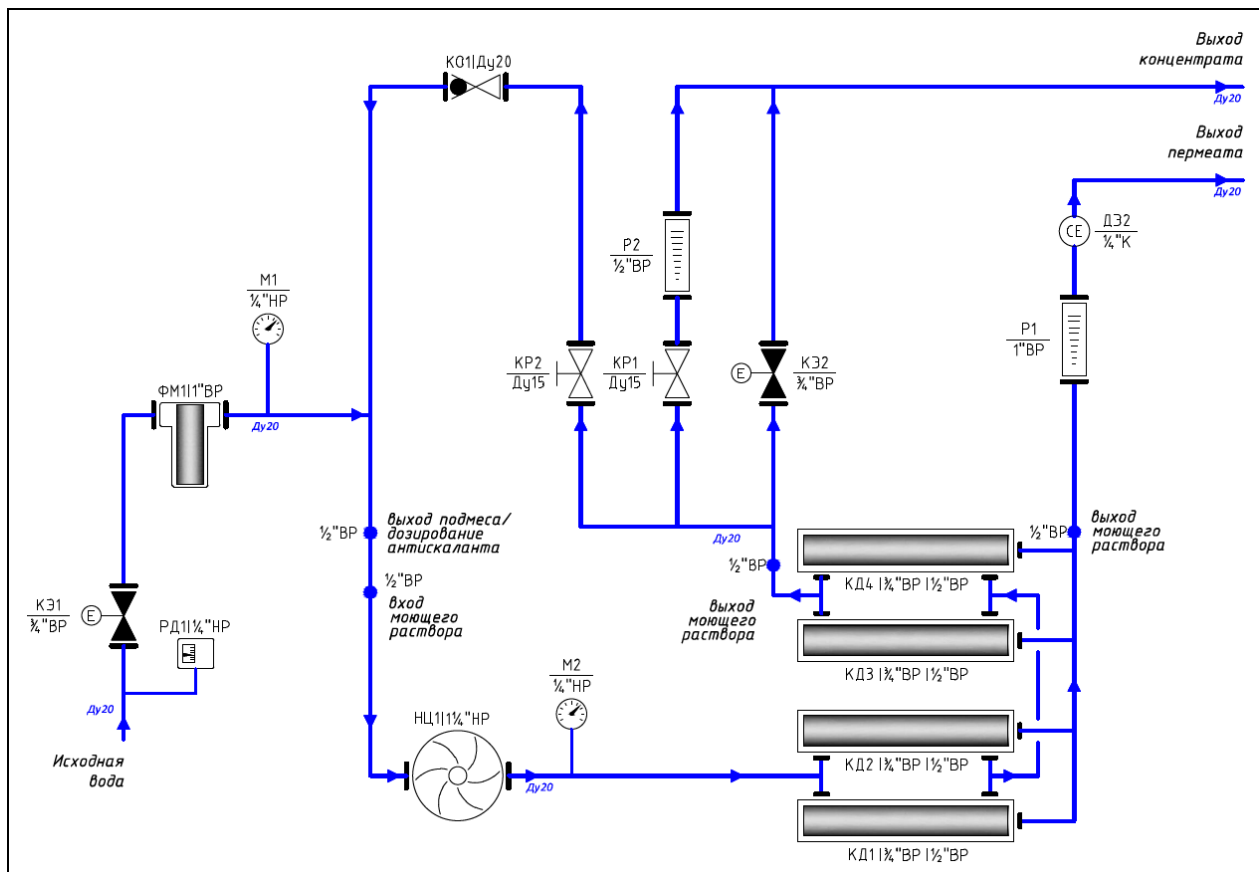 Выход
концентрата
Ду20
КО1|Ду20
Выход
пермеата
Ду20
СЕ
ДЭ2
¼"К
Р2
½"ВР
М1
¼"НР
Р1
1"ВР
КР2
Ду15
КР1
Ду15
Е
КЭ2
¾"ВР
ФМ1|1"ВР
Ду20
½"ВР
выход подмеса/
дозирование
антискаланта
Ду20
½"ВР
выход
моющего
раствора
½"ВР
½"ВР
вход
моющего
раствора
выход
моющего
раствора
КД4 |¾"ВР |½"ВР
КЭ1
¾"ВР
Е
РД1|¼"НР
КД3 |¾"ВР |½"ВР
М2
¼"НР
Ду20
Исходная
вода
НЦ1|1¼"НР
Ду20
КД2 |¾"ВР |½"ВР
КД1 |¾"ВР |½"ВР